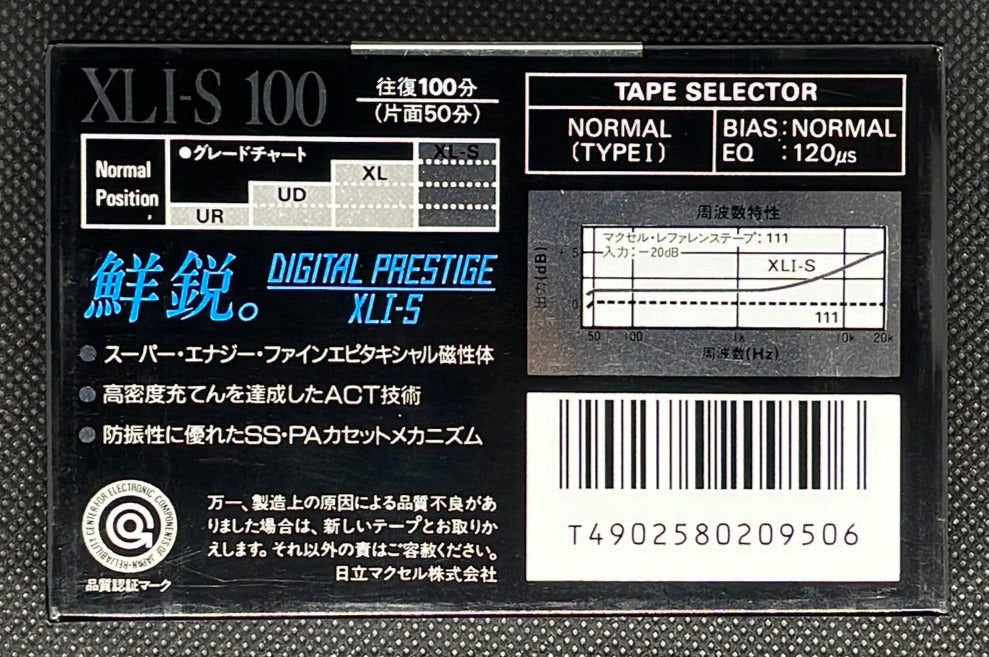 XLI-S 100
往復100分
(片面50分)
Normal
Position
●グレードチャート
UR
UD
XL
XL-S
鮮鋭。
DIGITAL PRESTIGE
XLI-S
スーパー・エナジー・ファインエピタキシャル磁性体
高密度充てんを達成したACT技術
防振性に優れたSS・PAカセットメカニズム
RELIABILITY CENTER FOR ELECTRONIC COMPONENTS OF JAPAN
品質認証マーク
万一、製造上の原因による品質不良があ
りました場合は、新しいテープとお取りか
えします。それ以外の責はご容赦ください。
日立マクセル株式会社
TAPE SELECTOR
NORMAL
(TYPE I)
BIAS:NORMAL
EQ :120μs
周波数特性
マクセル・レファレンステープ:111
入力:-20dB
XLI-S
111
出力(dB)
5
0
50 100 1k 10k 20k
周波数(Hz)
T4902580209506